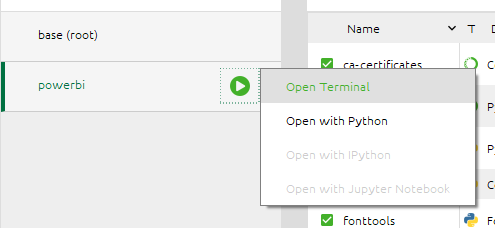 base (root)
Name
T
D
ca-certificates
C
powerbi
Open Terminal
Open with Python
Open with IPython
Open with Jupyter Notebook
fonttools